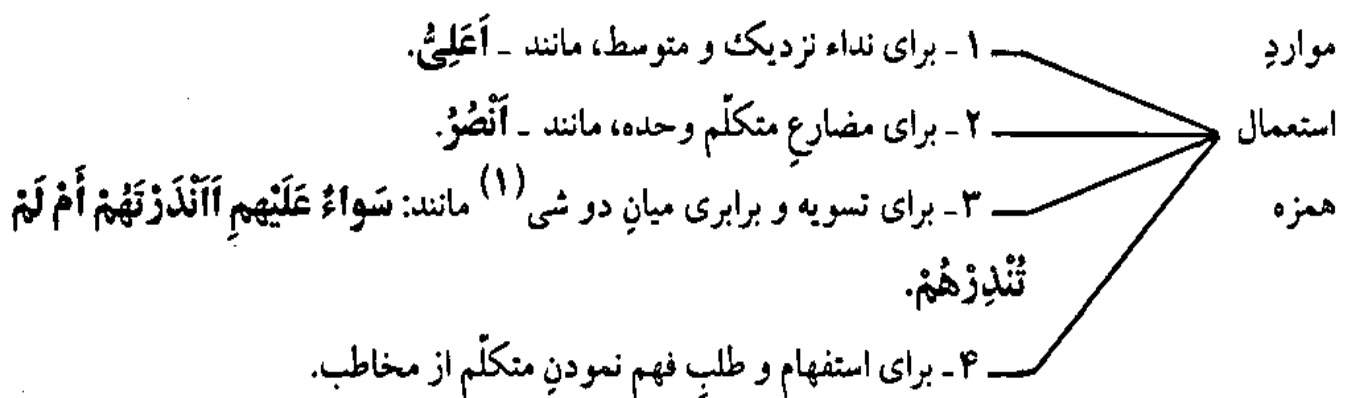 موارد ۱ ـ برای نداء نزدیک و متوسط، مانند ـ اَعَلِیُّ.
استعمال ۲ ـ برای مضارعِ متکلّم وحده، مانند ـ اَنْصُرُ.
همزه ۳ ـ برای تسویه و برابری میانِ دو شی (۱) مانند: سَواءٌ عَلَیْهِمِ اَاَنْذَرْتَهُمْ أَمْ لَمْ
تُنْذِرْهُمْ.
۴ ـ برای استفهام و طلبِ فهم نمودنِ متکلّم از مخاطب.